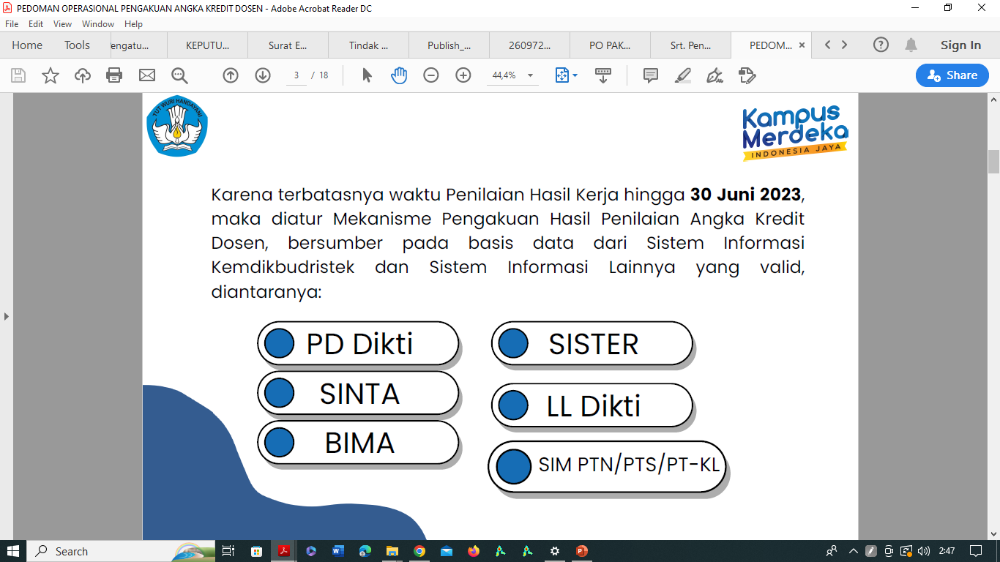 PEDOMAN OPERASIONAL PENGAKUAN ANGKA KREDIT DOSEN - Adobe Acrobat Reader DC
File Edit View Window Help
Home Tools engatu... KEPUTU... Surat E... Tindak ... Publish_... 260972... PO PAK... Srt. Pen... PEDOM... × Sign In
3 / 18 44,4% Share
TUT WURI HANDAYANI
Kampus
Merdeka
INDONESIA JAYA
Karena terbatasnya waktu Penilaian Hasil Kerja hingga 30 Juni 2023,
maka diatur Mekanisme Pengakuan Hasil Penilaian Angka Kredit
Dosen, bersumber pada basis data dari Sistem Informasi
Kemdikbudristek dan Sistem Informasi Lainnya yang valid,
diantaranya:
PD Dikti
SINTA
BIMA
SISTER
LL Dikti
SIM PTN/PTS/PT-KL
Search 2:47